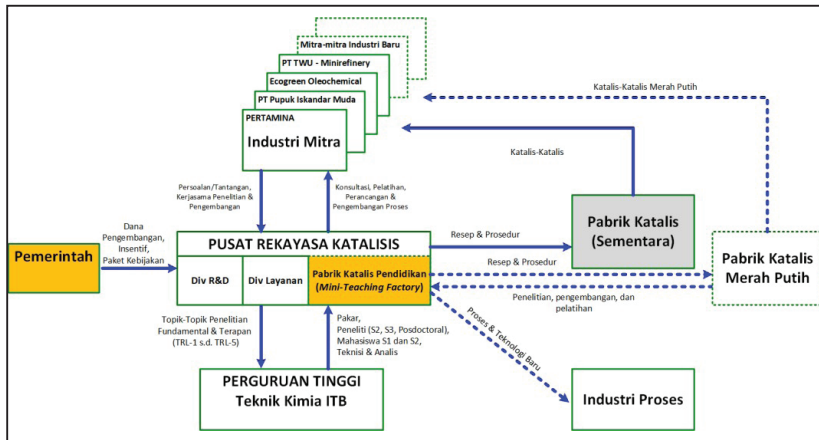 Mitra-mitra Industri Baru
PT TWU - Minirefinery
Ecogreen Oleochemical
PT Pupuk Iskandar Muda
PERTAMINA
Industri Mitra
Katalis-Katalis Merah Putih
Katalis-Katalis
Persoalan/Tantangan,
Kerjasama Penelitian &
Pengembangan
Konsultasi, Pelatihan,
Perancangan &
Pengembangan Proses
Dana
Pengembangan,
Insentif,
Paket Kebijakan
Pemerintah
PUSAT REKAYASA KATALISIS
Div R&D
Div Layanan
Pabrik Katalis Pendidikan
(Mini-Teaching Factory)
Resep & Prosedur
Pabrik Katalis
(Sementara)
Resep & Prosedur
Pabrik Katalis
Merah Putih
Penelitian, pengembangan, dan
pelatihan
Topik-Topik Penelitian
Fundamental & Terapan
(TRL-1 s.d. TRL-5)
Pakar,
Peneliti (S2, S3, Posdoctoral),
Mahasiswa S1 dan S2,
Teknisi & Analis
Proses & Teknologi Baru
PERGURUAN TINGGI
Teknik Kimia ITB
Industri Proses